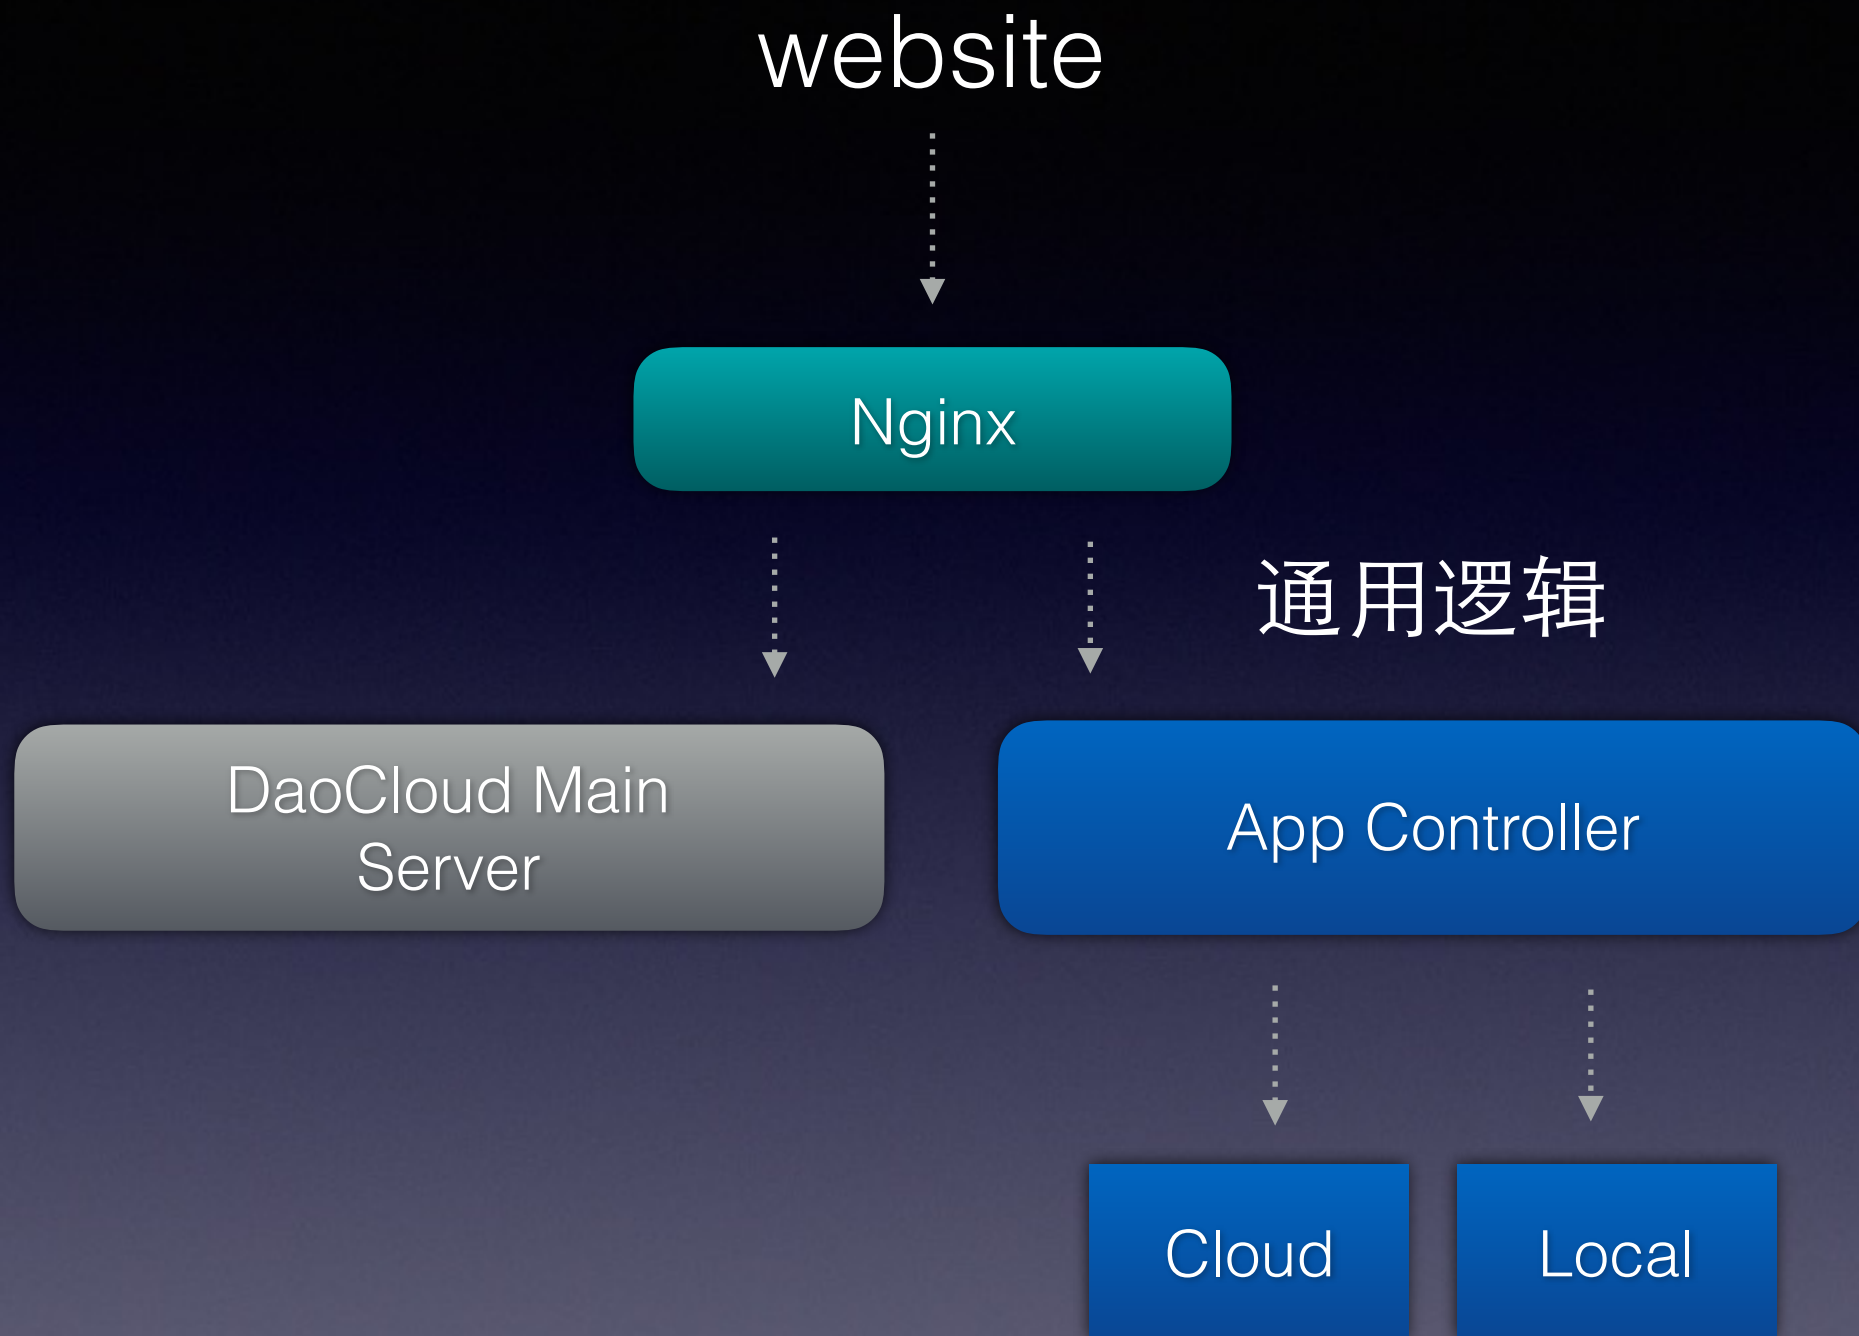 website
Nginx
通用逻辑
DaoCloud Main
Server
App Controller
Cloud
Local